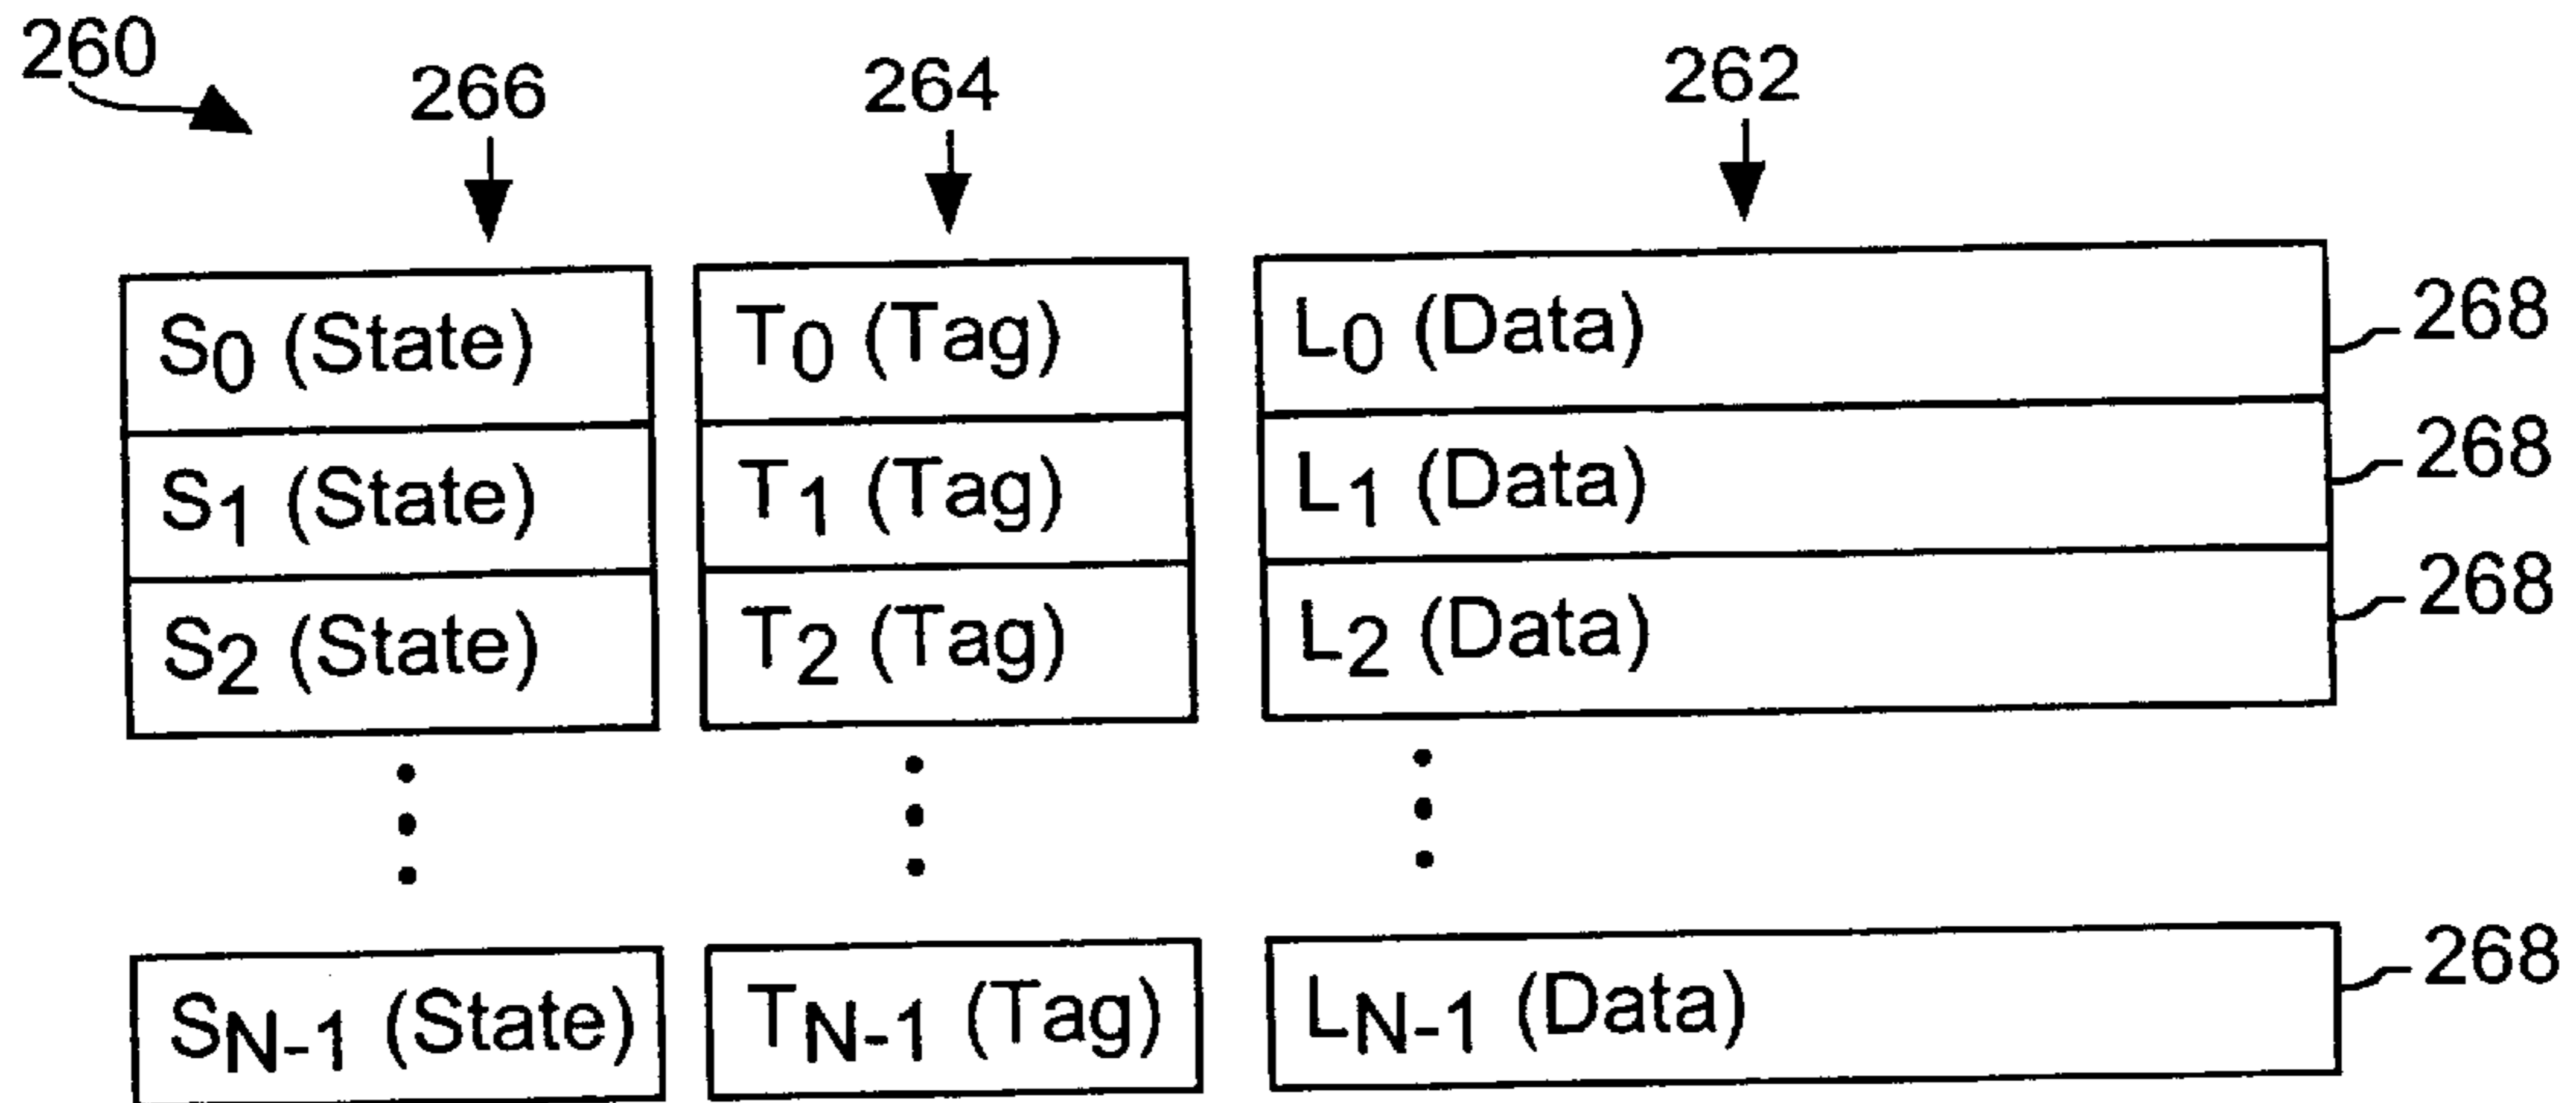 260
266 264 262
S0 (State) T0 (Tag) L0 (Data) 268
S1 (State) T1 (Tag) L1 (Data) 268
S2 (State) T2 (Tag) L2 (Data) 268
SN-1 (State) TN-1 (Tag) LN-1 (Data) 268